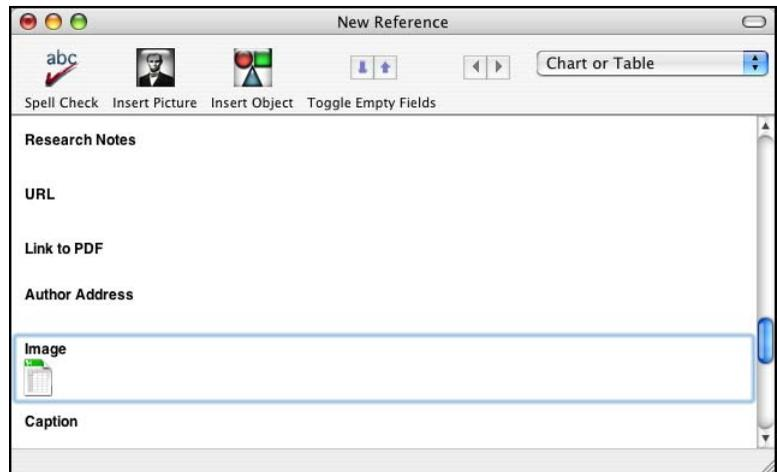 New Reference
abc
Chart or Table
Spell Check Insert Picture Insert Object Toggle Empty Fields
Research Notes
URL
Link to PDF
Author Address
Image
Caption